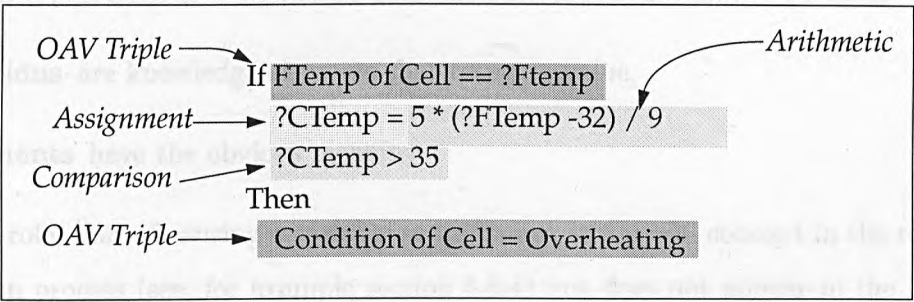 OAV Triple
Arithmetic
If FTemp of Cell == ?Ftemp
Assignment
?CTemp = 5 * (?FTemp -32) / 9
Comparison
?CTemp > 35
Then
OAV Triple
Condition of Cell = Overheating